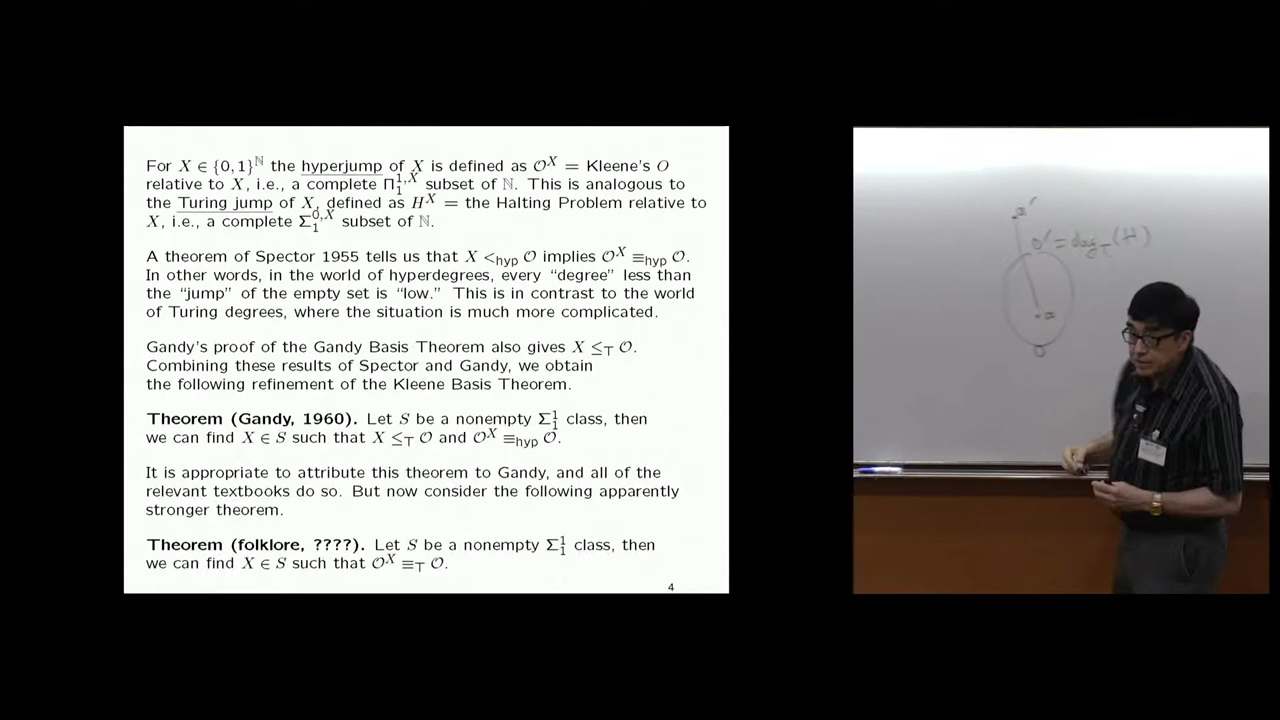 For X ∈ {0,1}^ℕ the hyperjump of X is defined as 𝒪^X = Kleene's O
relative to X, i.e., a complete Π^{1,X}_1 subset of ℕ. This is analogous to
the Turing jump of X, defined as H^X = the Halting Problem relative to
X, i.e., a complete Σ^{0,X}_1 subset of ℕ.
A theorem of Spector 1955 tells us that X <_hyp 𝒪 implies 𝒪^X ≡_hyp 𝒪.
In other words, in the world of hyperdegrees, every “degree” less than
the “jump” of the empty set is “low.” This is in contrast to the world
of Turing degrees, where the situation is much more complicated.
Gandy's proof of the Gandy Basis Theorem also gives X ≤_T 𝒪.
Combining these results of Spector and Gandy, we obtain
the following refinement of the Kleene Basis Theorem.
Theorem (Gandy, 1960). Let S be a nonempty Σ^1_1 class, then
we can find X ∈ S such that X ≤_T 𝒪 and 𝒪^X ≡_hyp 𝒪.
It is appropriate to attribute this theorem to Gandy, and all of the
relevant textbooks do so. But now consider the following apparently
stronger theorem.
Theorem (folklore, ????). Let S be a nonempty Σ^1_1 class, then
we can find X ∈ S such that 𝒪^X ≡_T 𝒪.
4
a'
0' = deg_T(H)
a
0